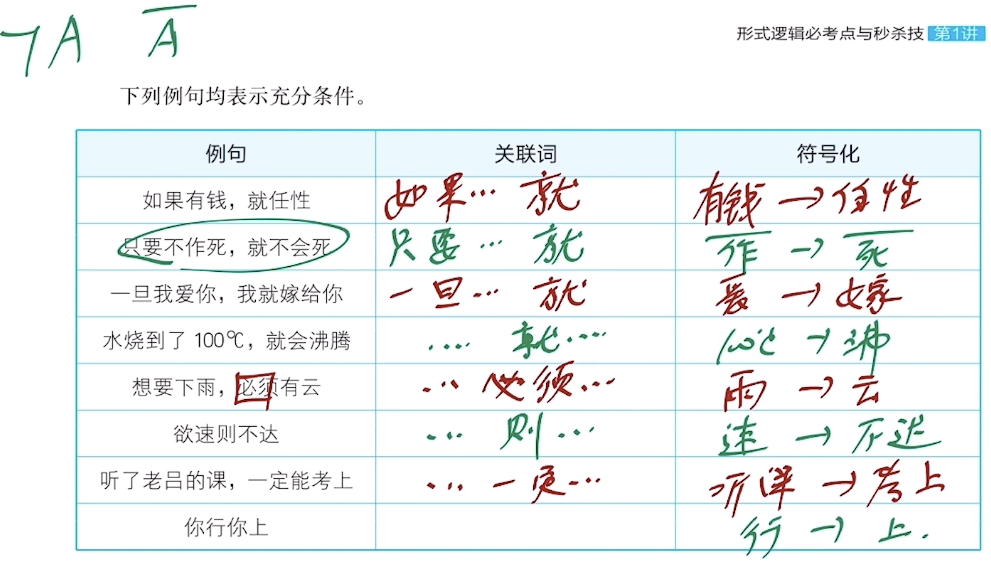 ¬A A̅
形式逻辑必考点与秒杀技 第1讲
下列例句均表示充分条件。
例句 关联词 符号化
如果有钱，就任性 如果… 就 有钱→任性
只要不作死，就不会死 只要… 就 作̅→死̅
一旦我爱你，我就嫁给你 一旦… 就 爱→嫁
水烧到了 100℃，就会沸腾 …. 就…. 100℃→沸
想要下雨，必须有云 … 必须… 雨→云
欲速则不达 … 则… 速→不达
听了老吕的课，一定能考上 … 一定… 听课→考上
你行你上 行→上.